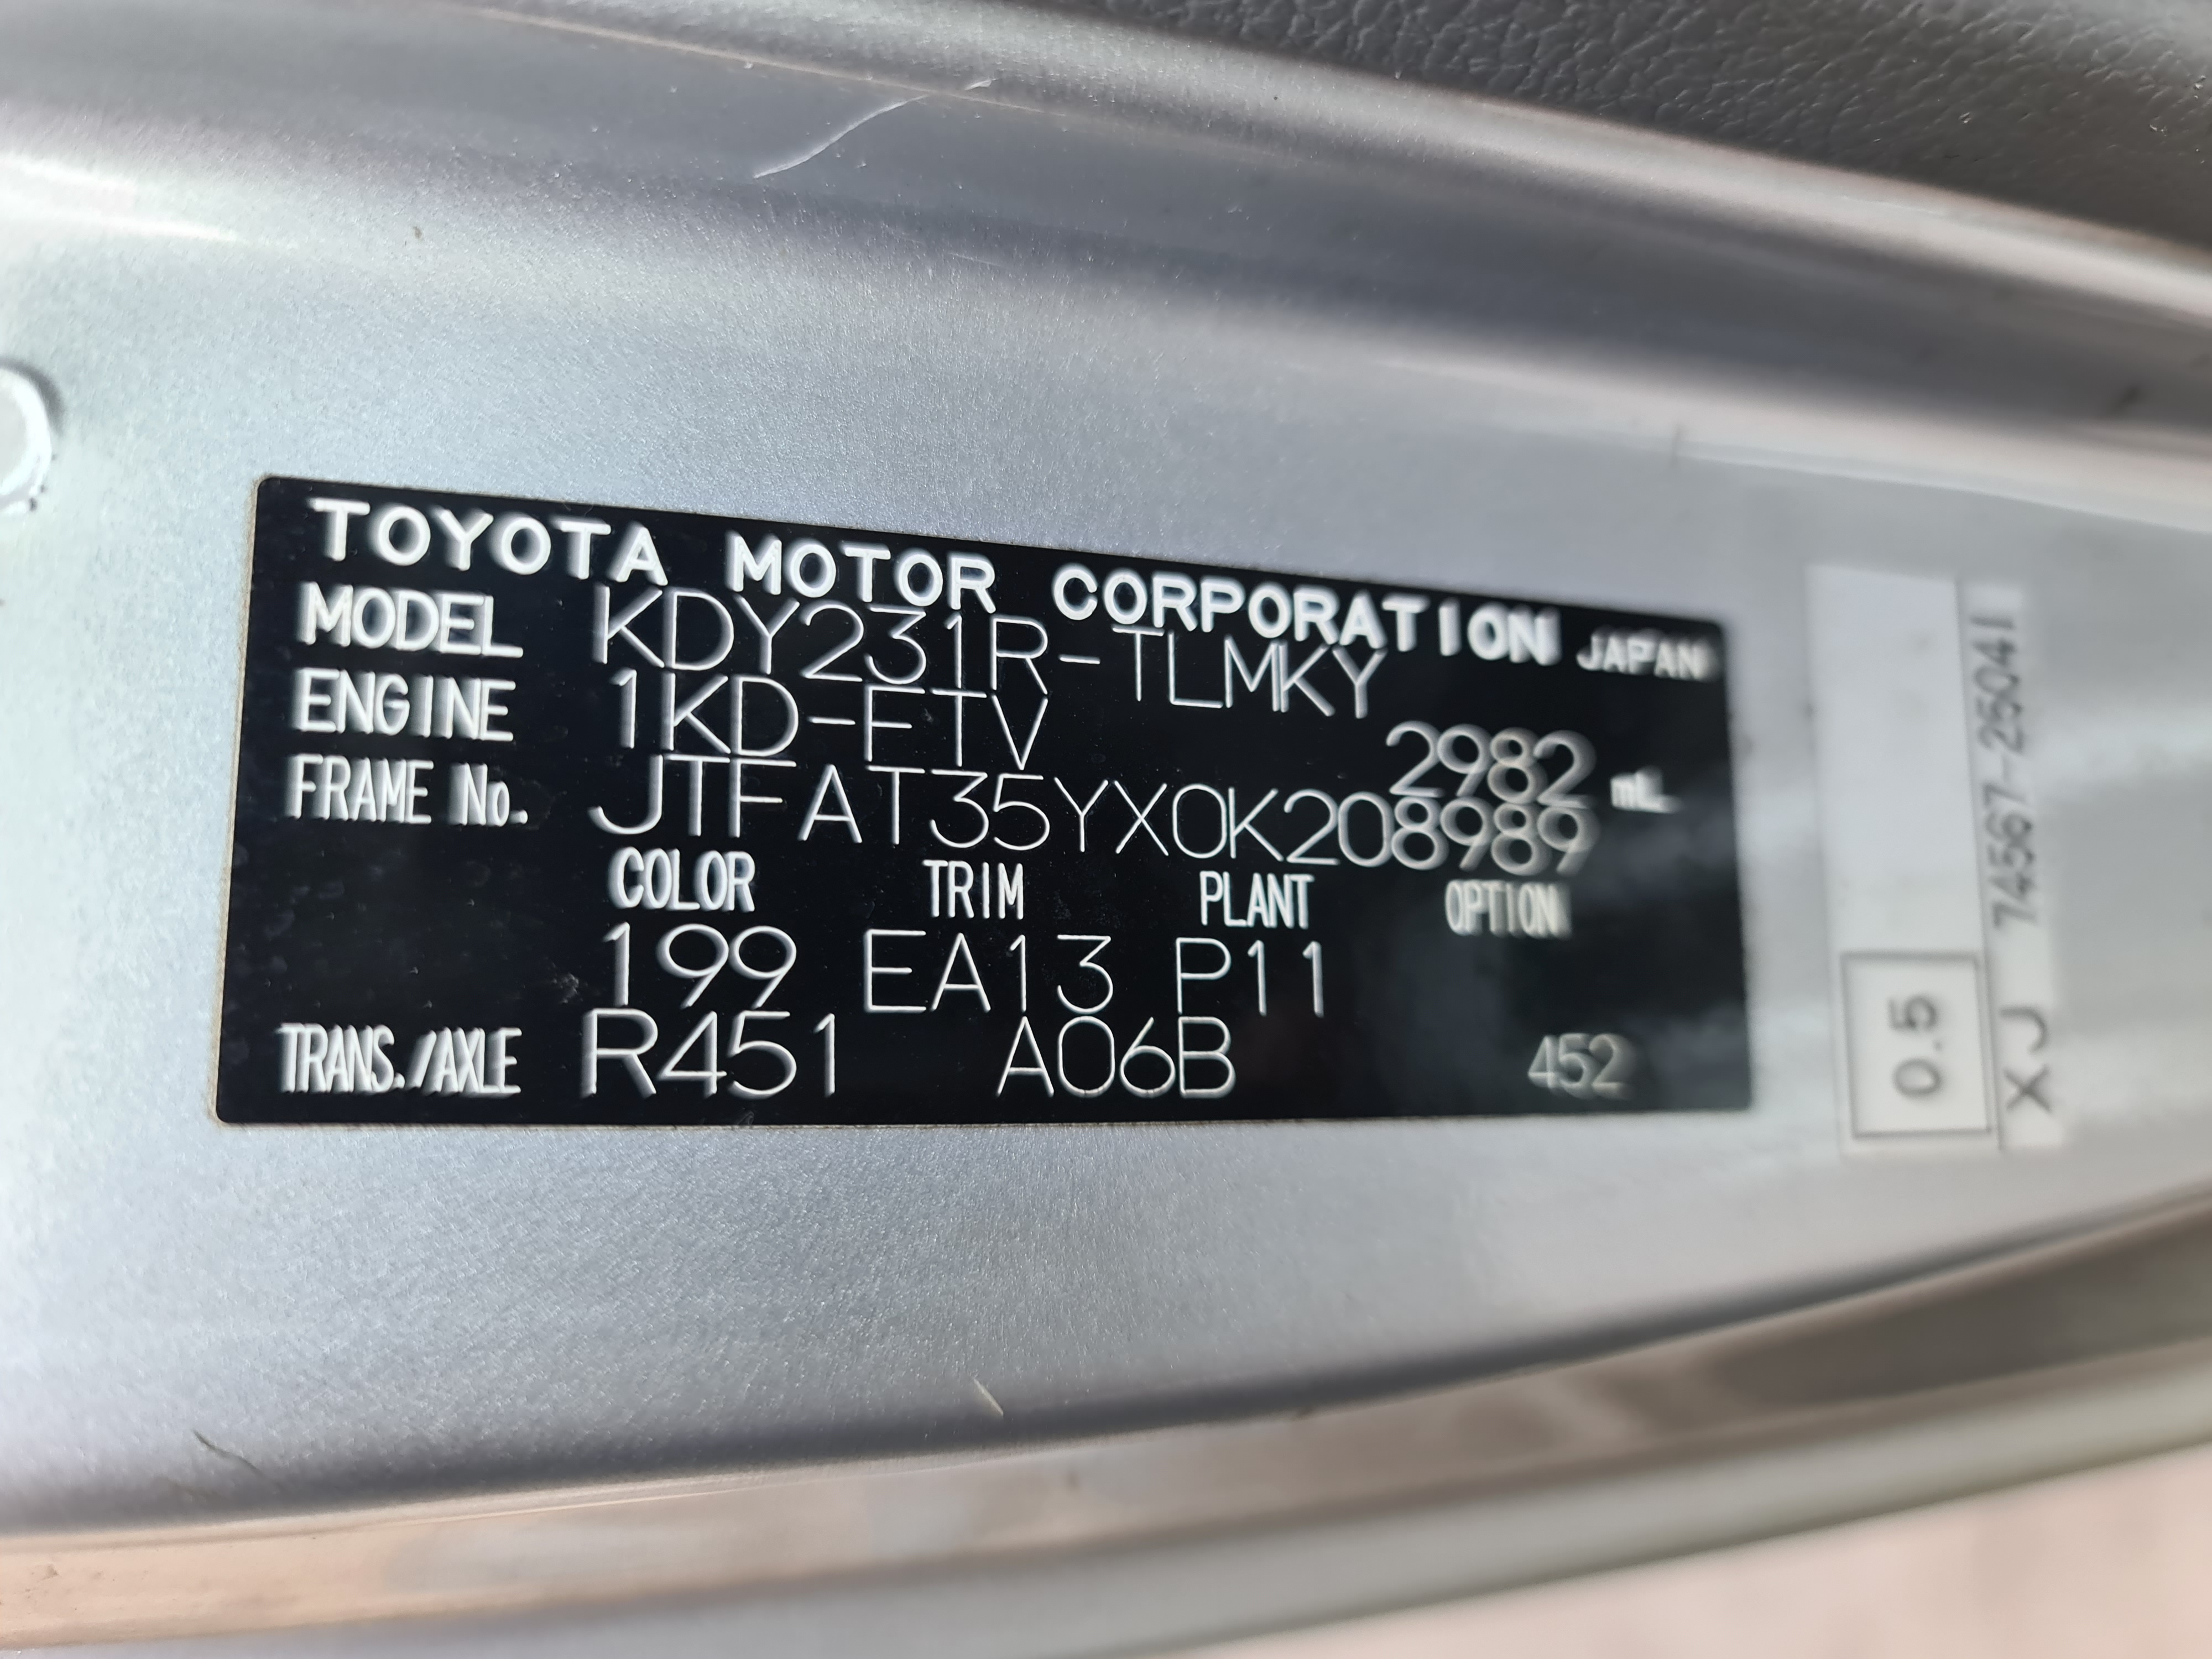 TOYOTA MOTOR CORPORATION JAPAN
MODEL KDY231R-TLMKY
ENGINE 1KD-FTV 2982 mL
FRAME No. JTFAT35YX0K208989
COLOR TRIM PLANT OPTION
199 EA13 P11
TRANS./AXLE R451 A06B 452
0.5
XJ 74567-25041